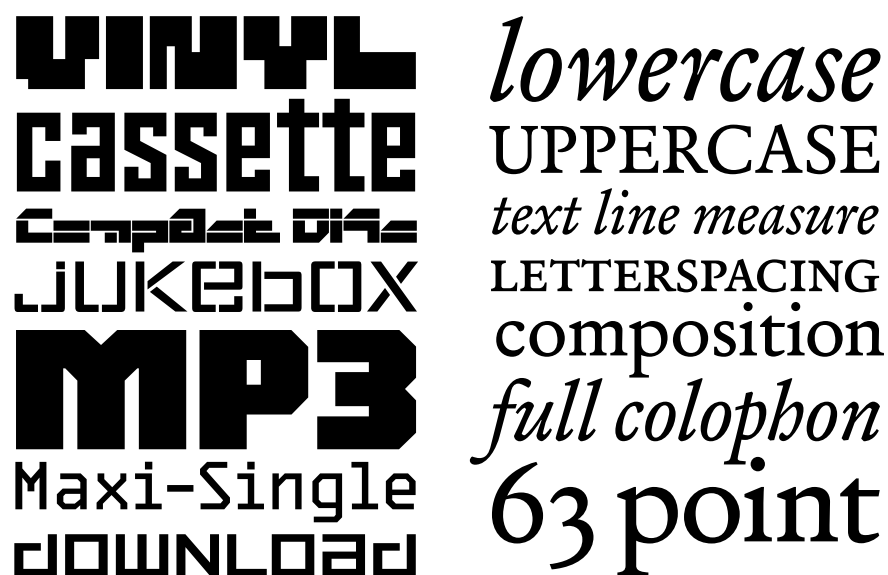 VINYL
cassette
Compact Disc
jukebox
MP3
Maxi-Single
download
lowercase
UPPERCASE
text line measure
LETTERSPACING
composition
full colophon
63 point